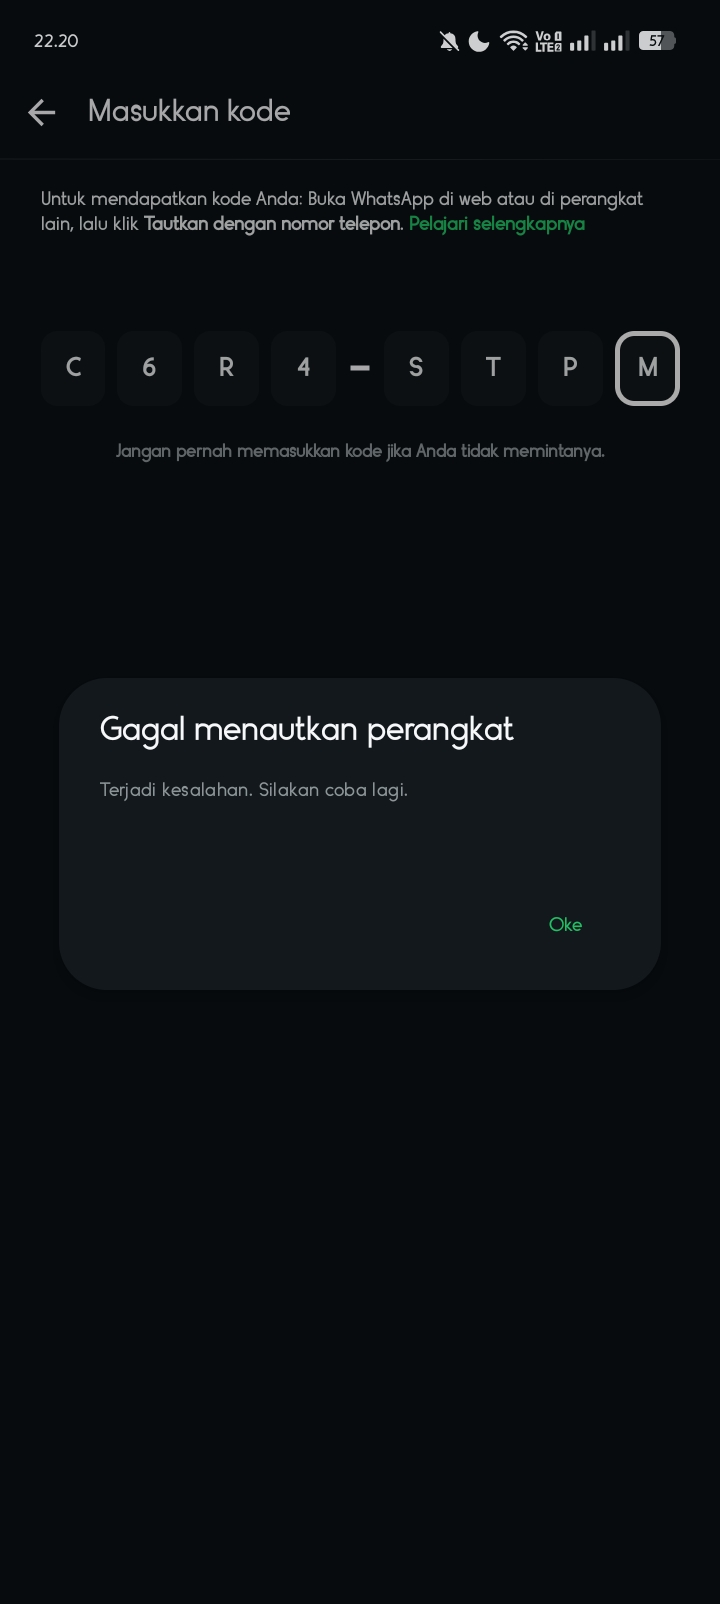 22.20
Vo LTE2
57
Masukkan kode
Untuk mendapatkan kode Anda: Buka WhatsApp di web atau di perangkat
lain, lalu klik Tautkan dengan nomor telepon. Pelajari selengkapnya
C 6 R 4 – S T P M
Jangan pernah memasukkan kode jika Anda tidak memintanya.
Gagal menautkan perangkat
Terjadi kesalahan. Silakan coba lagi.
Oke